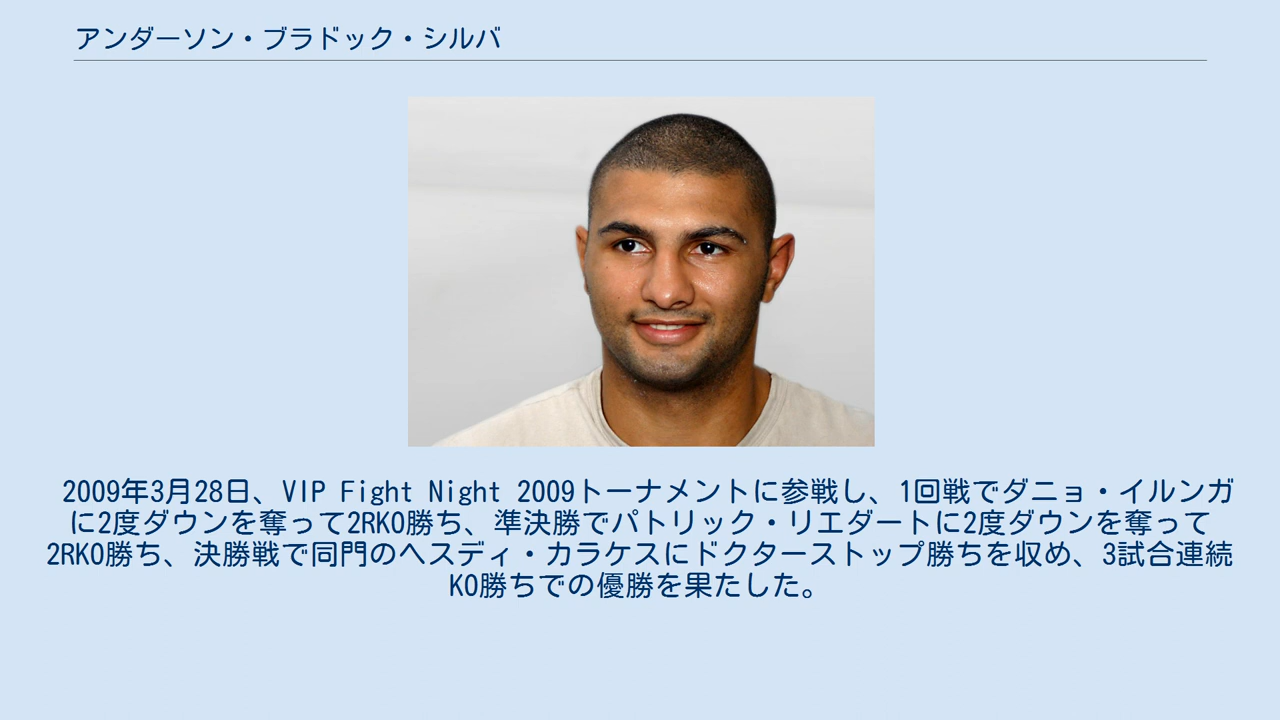 アンダーソン・ブラドック・シルバ
2009年3月28日、VIP Fight Night 2009トーナメントに参戦し、1回戦でダニョ・イルンガ
に2度ダウンを奪って2RKO勝ち、準決勝でパトリック・リエダートに2度ダウンを奪って
2RKO勝ち、決勝戦で同門のヘスディ・カラケスにドクターストップ勝ちを収め、3試合連続
KO勝ちでの優勝を果たした。